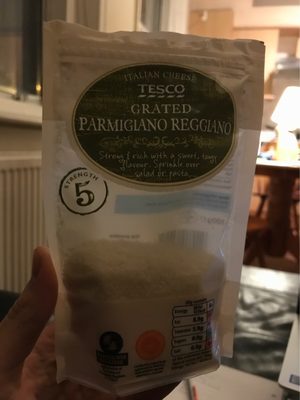 ITALIAN CHEESE
TESCO
GRATED
PARMIGIANO REGGIANO
Strong & rich with a sweet, tangy
flavour. Sprinkle over
salad or pasta.
STRENGTH
5